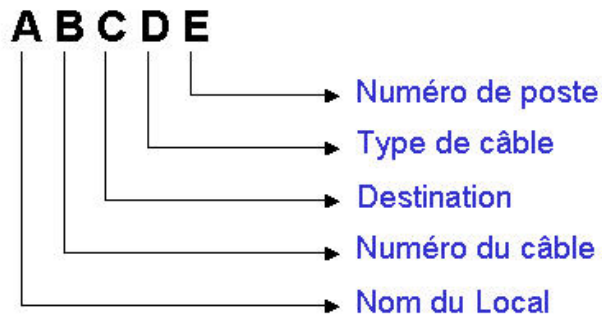 A B C D E
Numéro de poste
Type de câble
Destination
Numéro du câble
Nom du Local